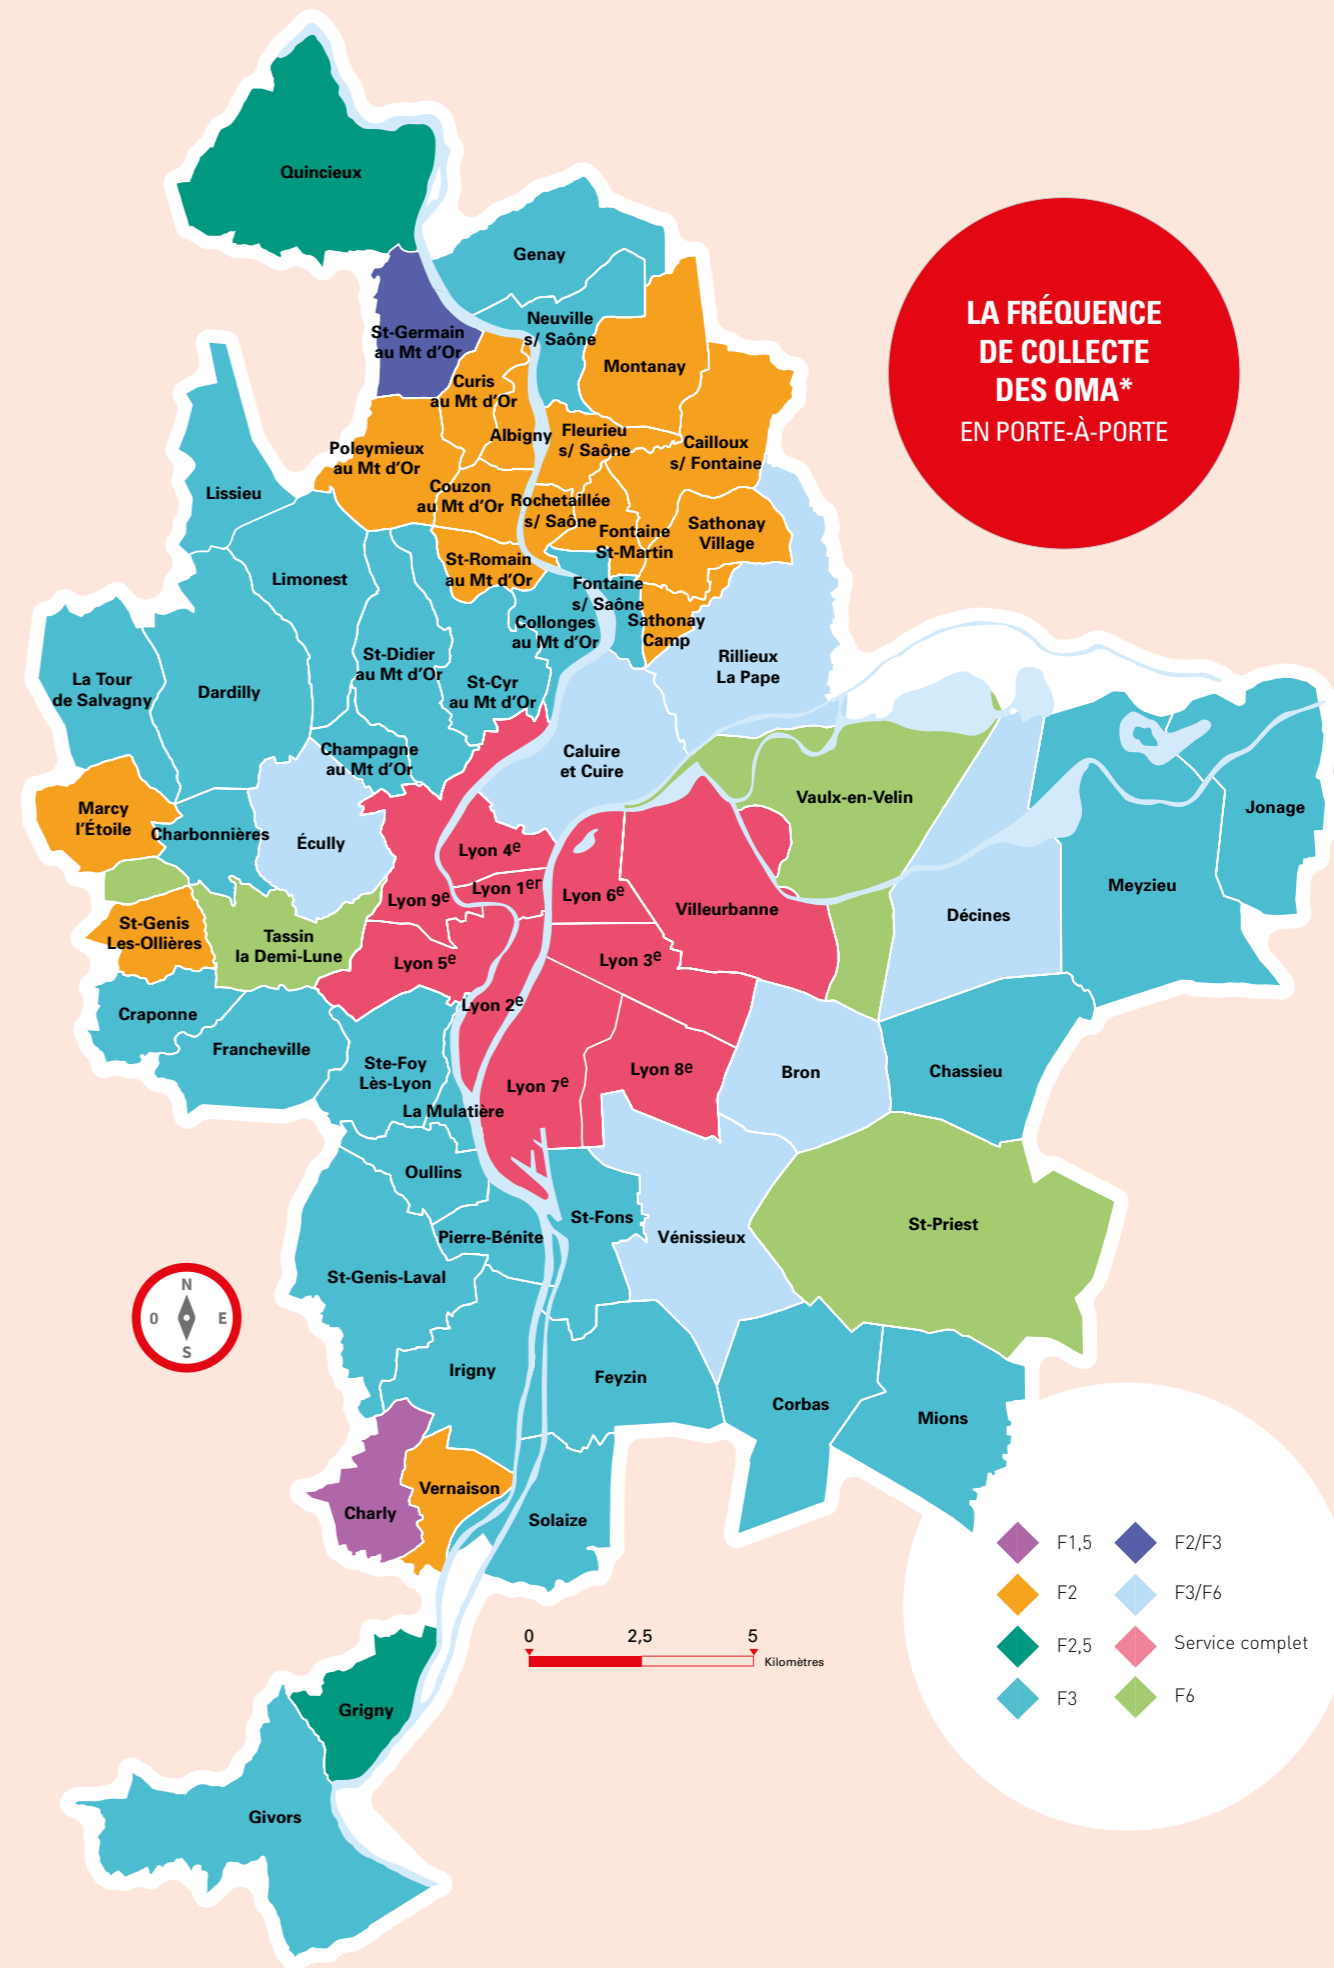 Quincieux
Genay
LA FRÉQUENCE
DE COLLECTE
DES OMA*
EN PORTE-À-PORTE
St-Germain
au Mt d'Or
Neuville
s/ Saône
Montanay
Curis
au Mt d'Or
Albigny
Fleurieu
s/ Saône
Cailloux
s/ Fontaine
Poleymieux
au Mt d'Or
Lissieu
Couzon
au Mt d'Or
Rochetaillée
s/ Saône
Fontaine
St-Martin
Sathonay
Village
Limonest
St-Romain
au Mt d'Or
Fontaine
s/ Saône
Collonges
au Mt d'Or
Sathonay
Camp
Rillieux
La Pape
La Tour
de Salvagny
Dardilly
St-Didier
au Mt d'Or
St-Cyr
au Mt d'Or
Champagne
au Mt d'Or
Caluire
et Cuire
Vaulx-en-Velin
Jonage
Marcy
l'Étoile
Charbonnières
Écully
Lyon 4e
Lyon 1er
Lyon 9e
Lyon 6e
Villeurbanne
Meyzieu
Décines
St-Genis
Les-Ollières
Tassin
la Demi-Lune
Lyon 5e
Lyon 3e
Lyon 2e
Craponne
Francheville
Ste-Foy
Lès-Lyon
Lyon 7e
Lyon 8e
Bron
Chassieu
La Mulatière
Oullins
St-Fons
Pierre-Bénite
Vénissieux
St-Priest
St-Genis-Laval
N
O
E
S
Irigny
Feyzin
Corbas
Mions
Charly
Vernaison
Solaize
F1,5
F2/F3
F2
F3/F6
F2,5
Service complet
F3
F6
0
2,5
5
Kilomètres
Grigny
Givors